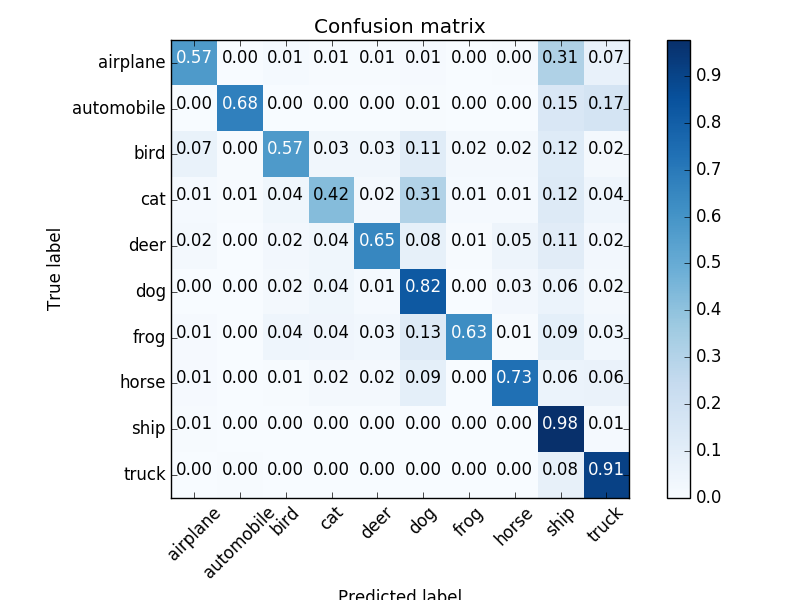 Confusion matrix
airplane 0.57 0.00 0.01 0.01 0.01 0.01 0.00 0.00 0.31 0.07
automobile 0.00 0.68 0.00 0.00 0.00 0.01 0.00 0.00 0.15 0.17
bird 0.07 0.00 0.57 0.03 0.03 0.11 0.02 0.02 0.12 0.02
cat 0.01 0.01 0.04 0.42 0.02 0.31 0.01 0.01 0.12 0.04
deer 0.02 0.00 0.02 0.04 0.65 0.08 0.01 0.05 0.11 0.02
dog 0.00 0.00 0.02 0.04 0.01 0.82 0.00 0.03 0.06 0.02
frog 0.01 0.00 0.04 0.04 0.03 0.13 0.63 0.01 0.09 0.03
horse 0.01 0.00 0.01 0.02 0.02 0.09 0.00 0.73 0.06 0.06
ship 0.01 0.00 0.00 0.00 0.00 0.00 0.00 0.00 0.98 0.01
truck 0.00 0.00 0.00 0.00 0.00 0.00 0.00 0.00 0.08 0.91
airplane automobile bird cat deer dog frog horse ship truck
True label
Predicted label
0.9
0.8
0.7
0.6
0.5
0.4
0.3
0.2
0.1
0.0